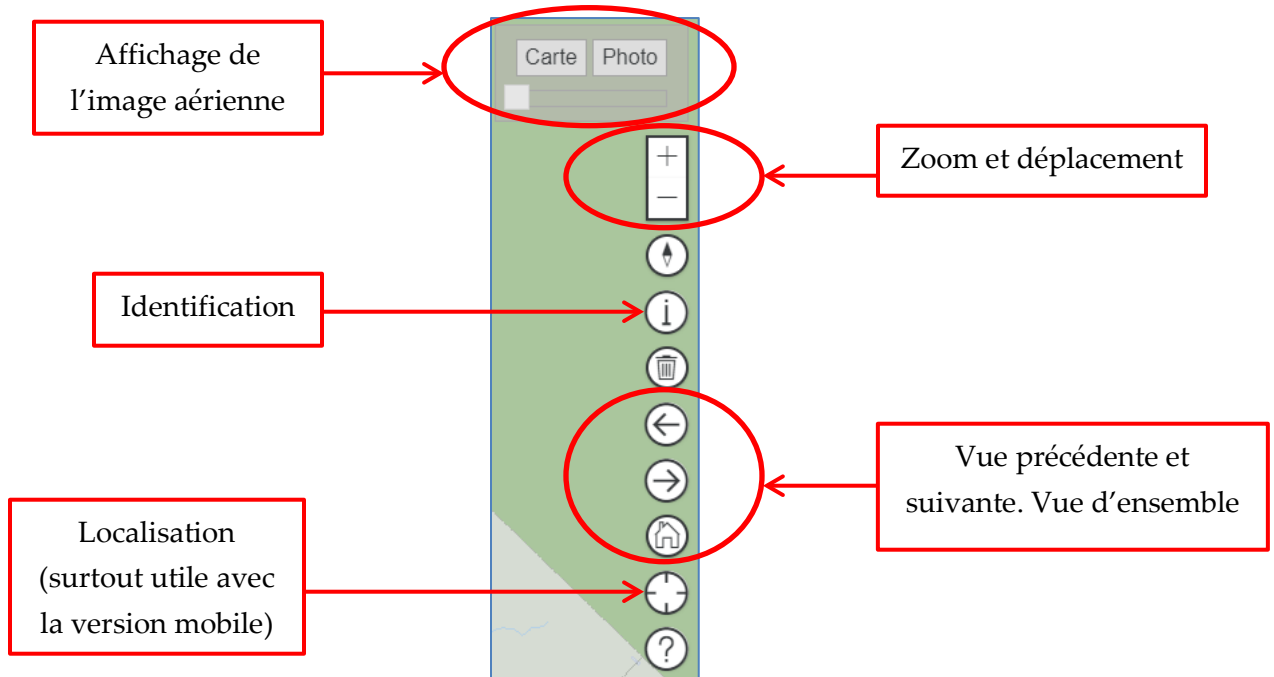 Affichage de
l’image aérienne
Carte Photo
+
−
Zoom et déplacement
Identification
i
Vue précédente et
suivante. Vue d’ensemble
Localisation
(surtout utile avec
la version mobile)
?